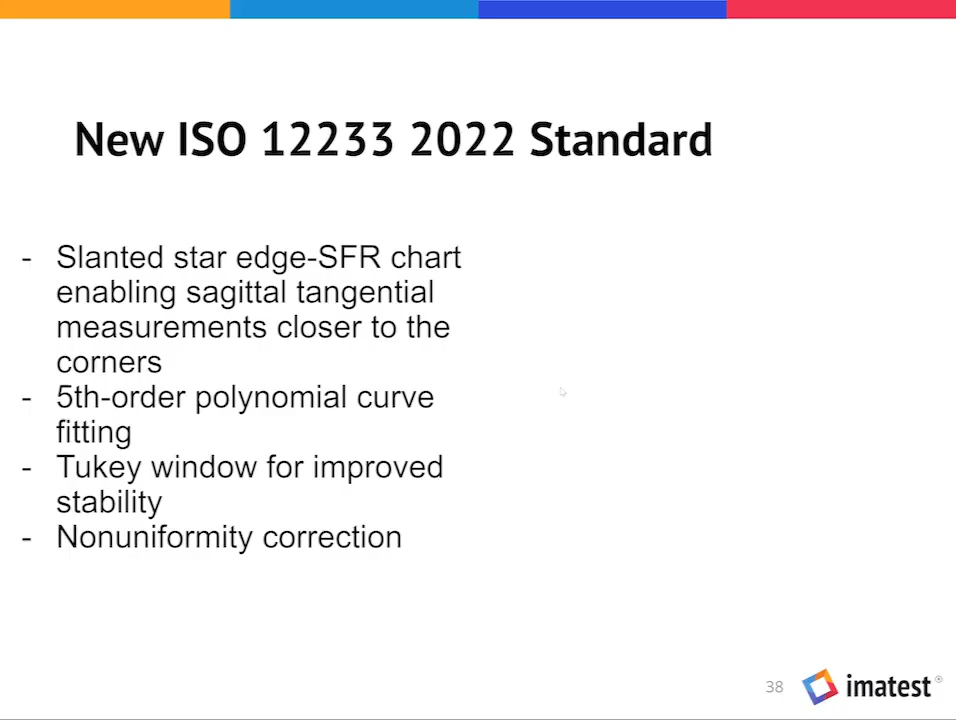 New ISO 12233 2022 Standard
- Slanted star edge-SFR chart
enabling sagittal tangential
measurements closer to the
corners
- 5th-order polynomial curve
fitting
- Tukey window for improved
stability
- Nonuniformity correction
38
imatest®